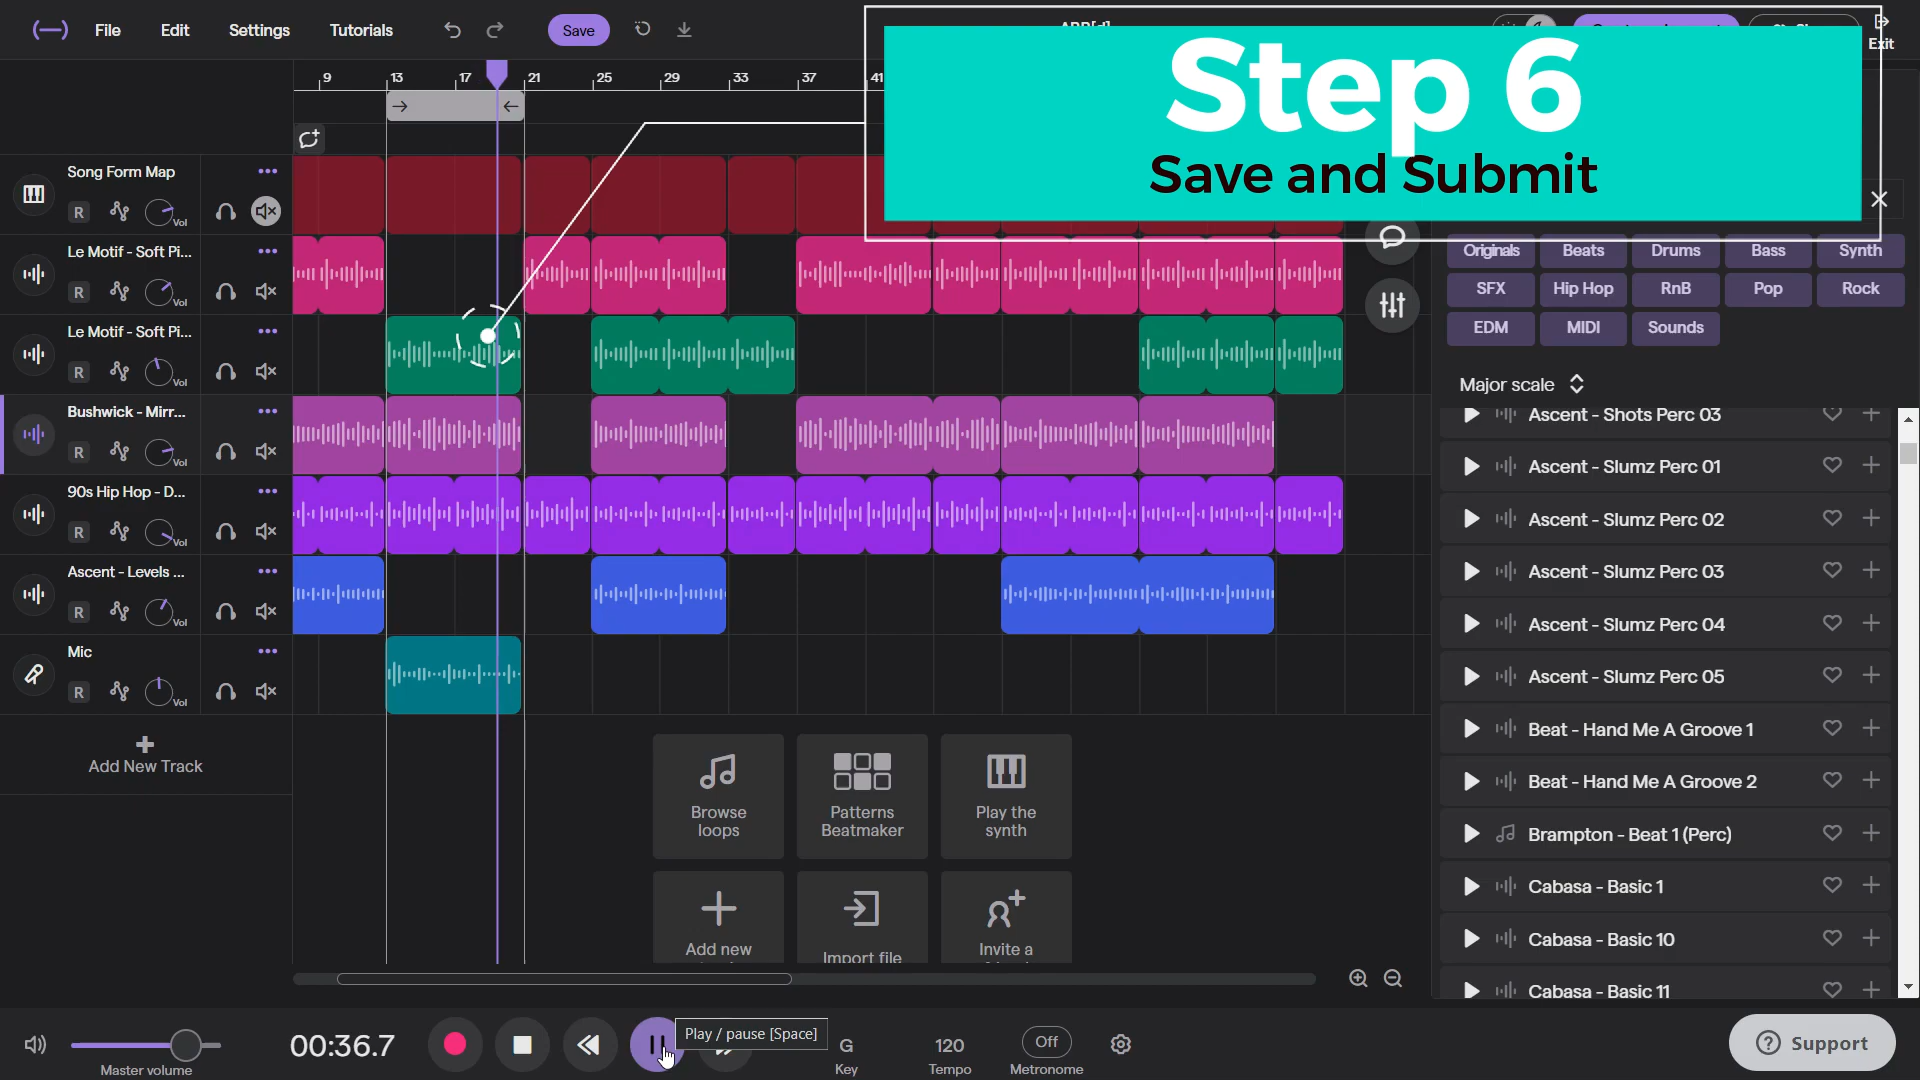 File
Edit
Settings
Tutorials
Save
Exit
Step 6
Save and Submit
9
13
17
21
25
29
33
37
41
Song Form Map
R
Vol
Le Motif - Soft Pi...
R
Vol
Le Motif - Soft Pi...
R
Vol
Bushwick - Mirr...
R
Vol
90s Hip Hop - D...
R
Vol
Ascent - Levels ...
R
Vol
Mic
R
Vol
Add New Track
Browse
loops
Patterns
Beatmaker
Play the
synth
Add new
Import file
Invite a
Originals
Beats
Drums
Bass
Synth
SFX
Hip Hop
RnB
Pop
Rock
EDM
MIDI
Sounds
Major scale
Ascent - Shots Perc 03
Ascent - Slumz Perc 01
Ascent - Slumz Perc 02
Ascent - Slumz Perc 03
Ascent - Slumz Perc 04
Ascent - Slumz Perc 05
Beat - Hand Me A Groove 1
Beat - Hand Me A Groove 2
Brampton - Beat 1 (Perc)
Cabasa - Basic 1
Cabasa - Basic 10
Cabasa - Basic 11
Master volume
00:36.7
Play / pause [Space]
G
Key
120
Tempo
Off
Metronome
Support